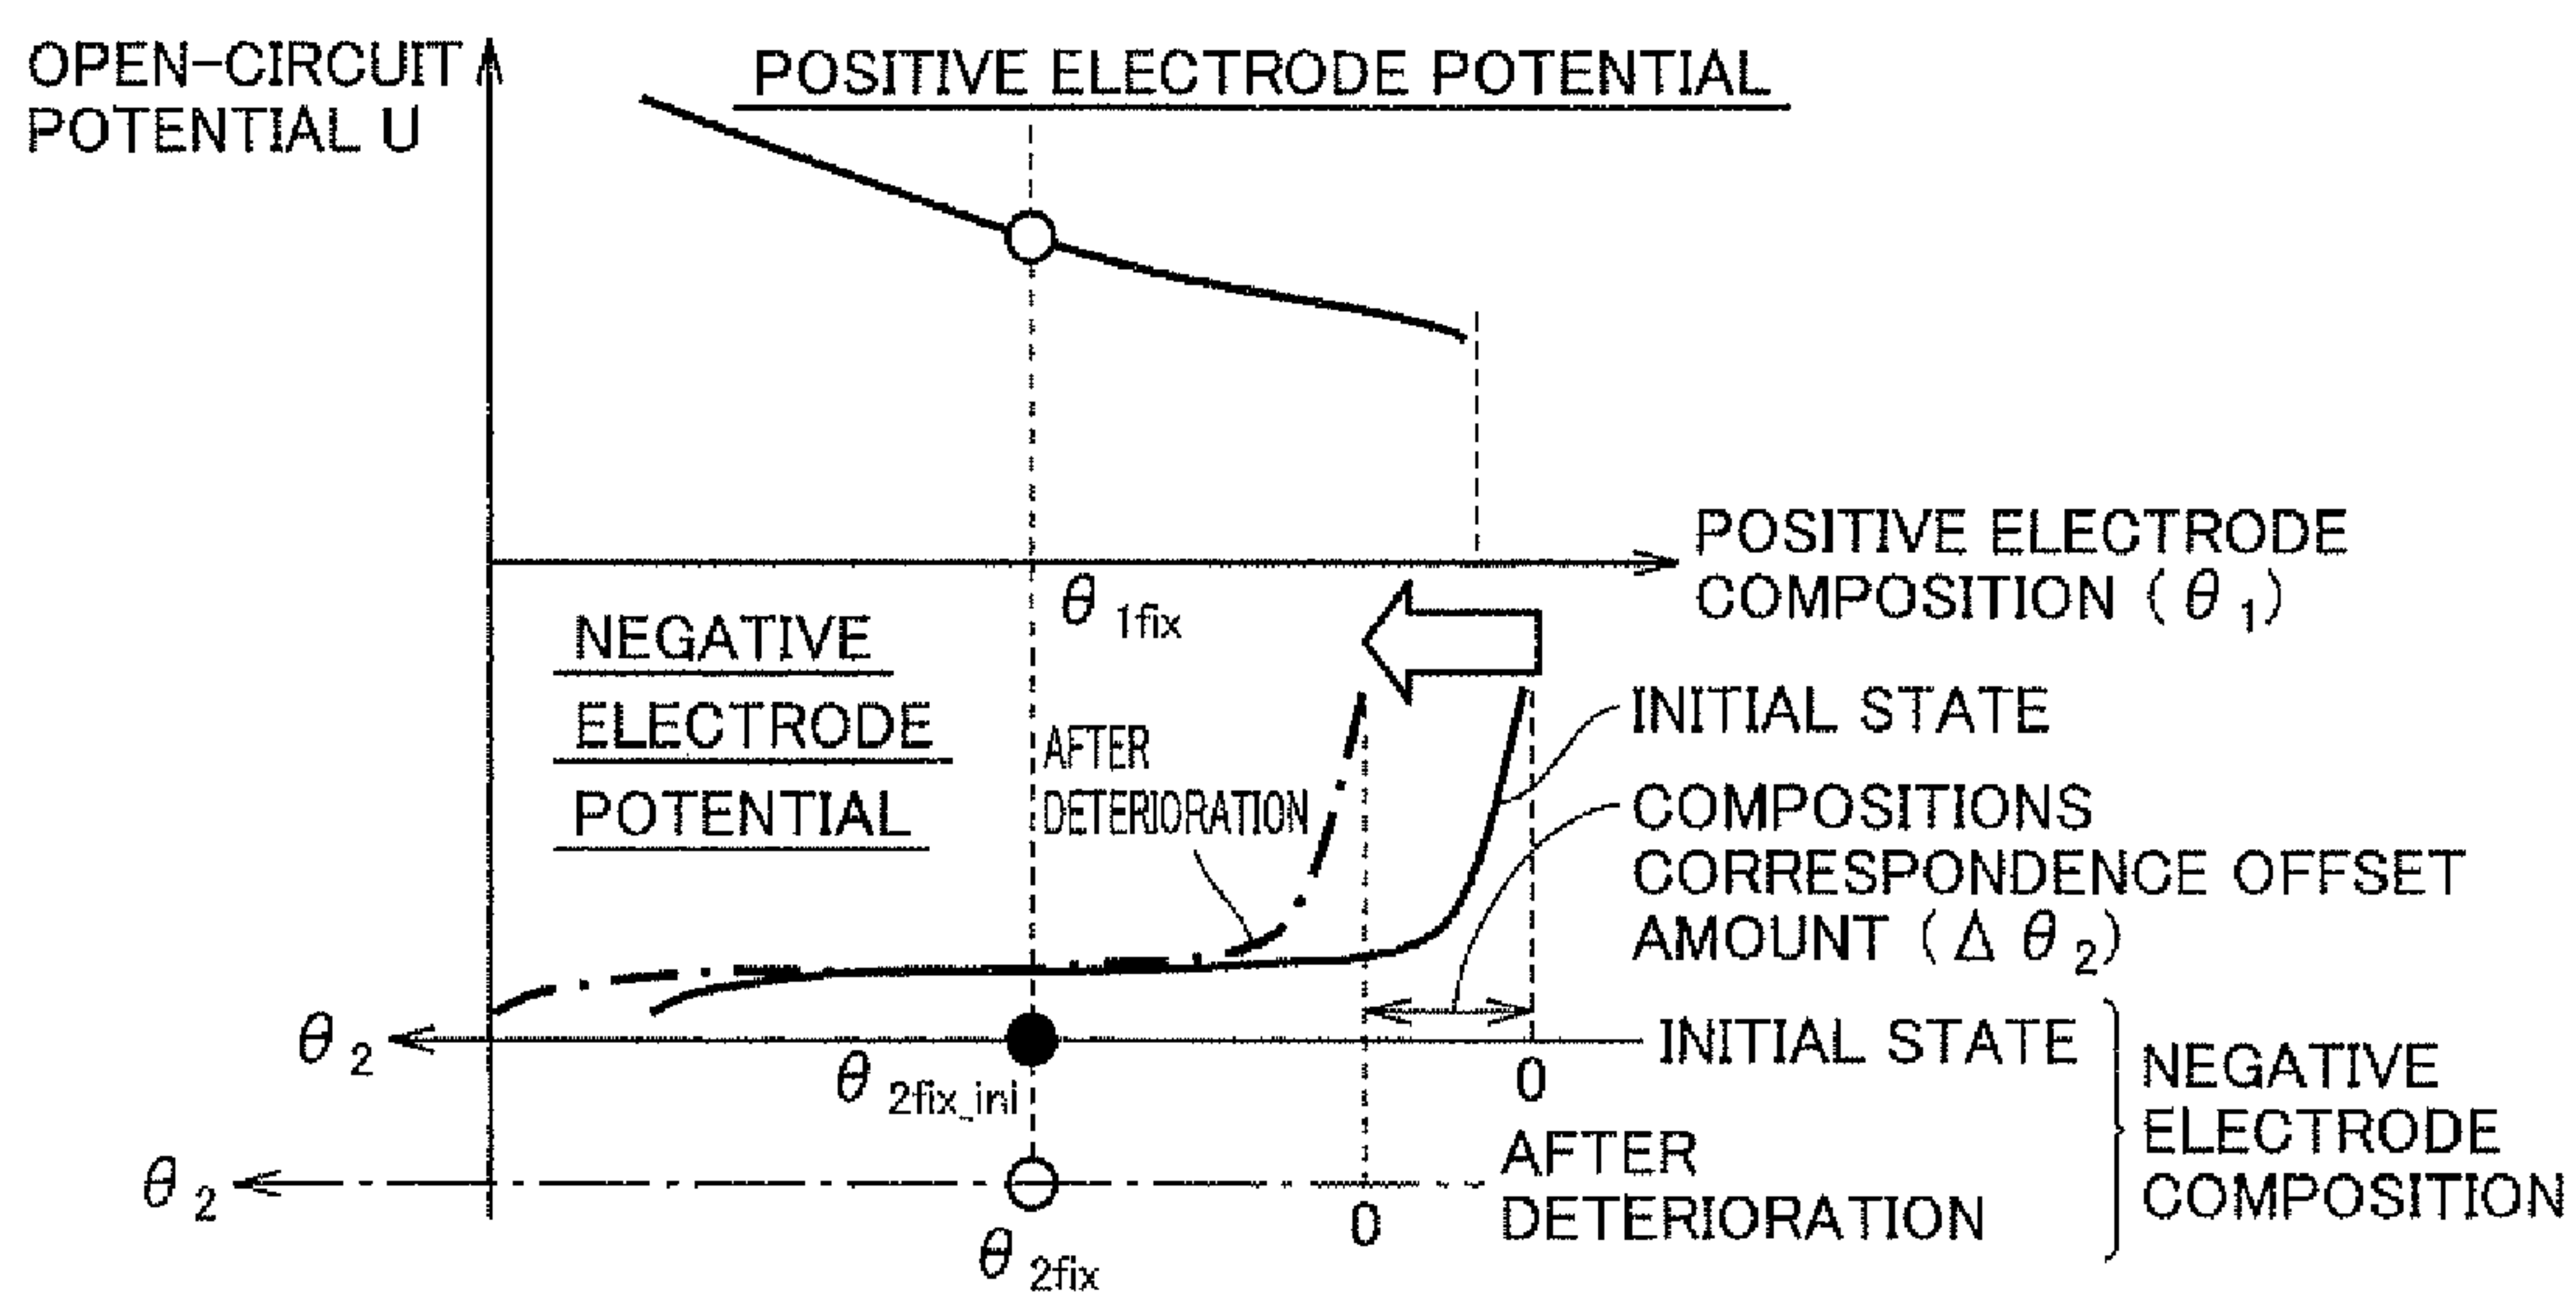 OPEN-CIRCUIT
POTENTIAL U
POSITIVE ELECTRODE POTENTIAL
POSITIVE ELECTRODE
COMPOSITION (θ1)
θ1fix
NEGATIVE
ELECTRODE
POTENTIAL
AFTER
DETERIORATION
INITIAL STATE
COMPOSITIONS
CORRESPONDENCE OFFSET
AMOUNT (Δ θ2)
θ2
θ2fix_ini
0
INITIAL STATE
NEGATIVE
ELECTRODE
COMPOSITION
θ2
θ2fix
0
AFTER
DETERIORATION